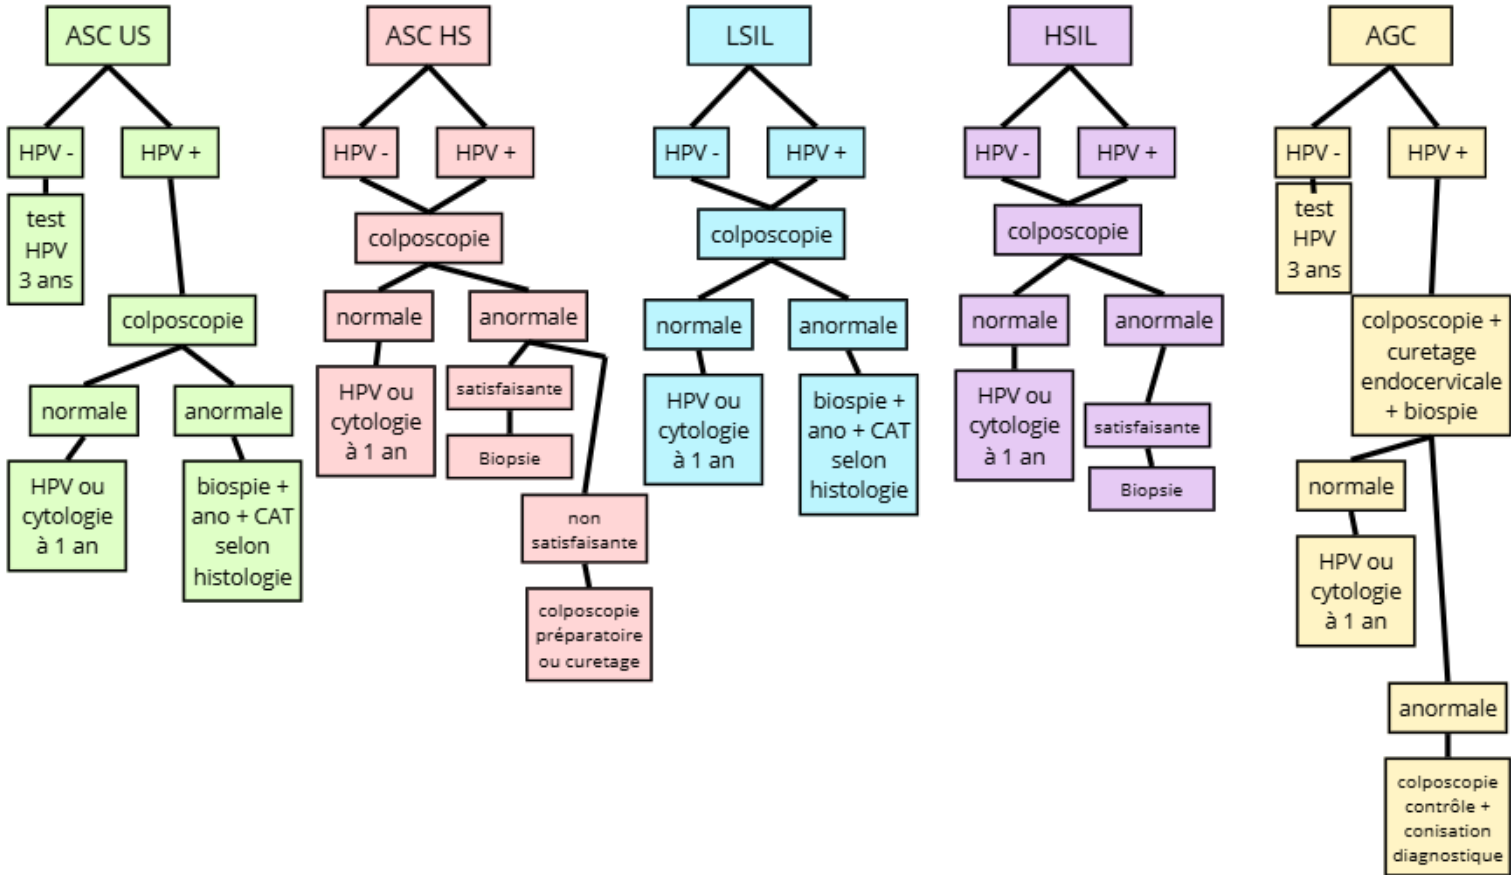 ASC US
HPV -
HPV +
test
HPV
3 ans
colposcopie
normale
anormale
HPV ou
cytologie
à 1 an
biospie +
ano + CAT
selon
histologie
ASC HS
HPV -
HPV +
colposcopie
normale
anormale
HPV ou
cytologie
à 1 an
satisfaisante
Biopsie
non
satisfaisante
colposcopie
préparatoire
ou curetage
LSIL
HPV -
HPV +
colposcopie
normale
anormale
HPV ou
cytologie
à 1 an
biospie +
ano + CAT
selon
histologie
HSIL
HPV -
HPV +
colposcopie
normale
anormale
HPV ou
cytologie
à 1 an
satisfaisante
Biopsie
AGC
HPV -
HPV +
test
HPV
3 ans
colposcopie +
curetage
endocervicale
+ biospie
normale
HPV ou
cytologie
à 1 an
anormale
colposcopie
contrôle +
conisation
diagnostique